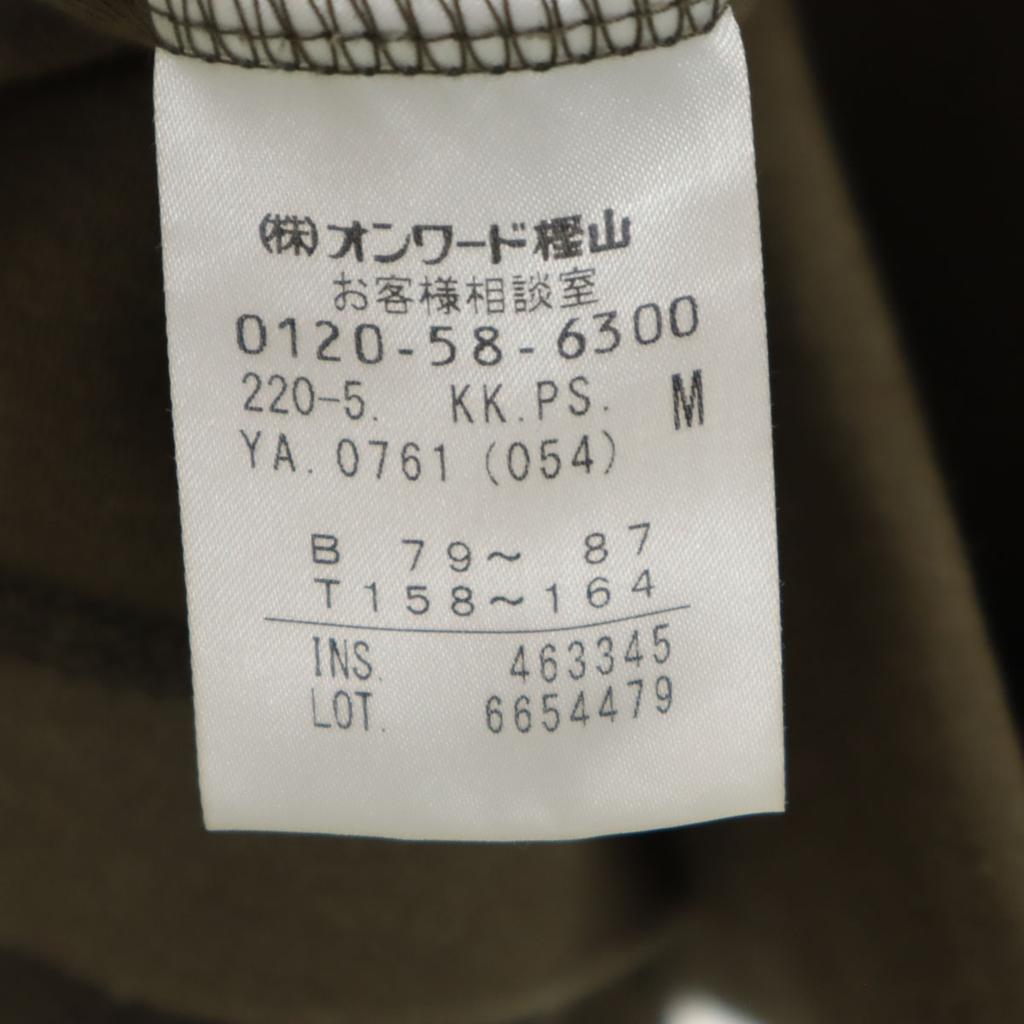 (株)オンワード樫山
お客様相談室
0120-58-6300
220-5. KK.PS. M
YA.0761(054)
B 79～ 87
T158～164
INS. 463345
LOT. 6654479